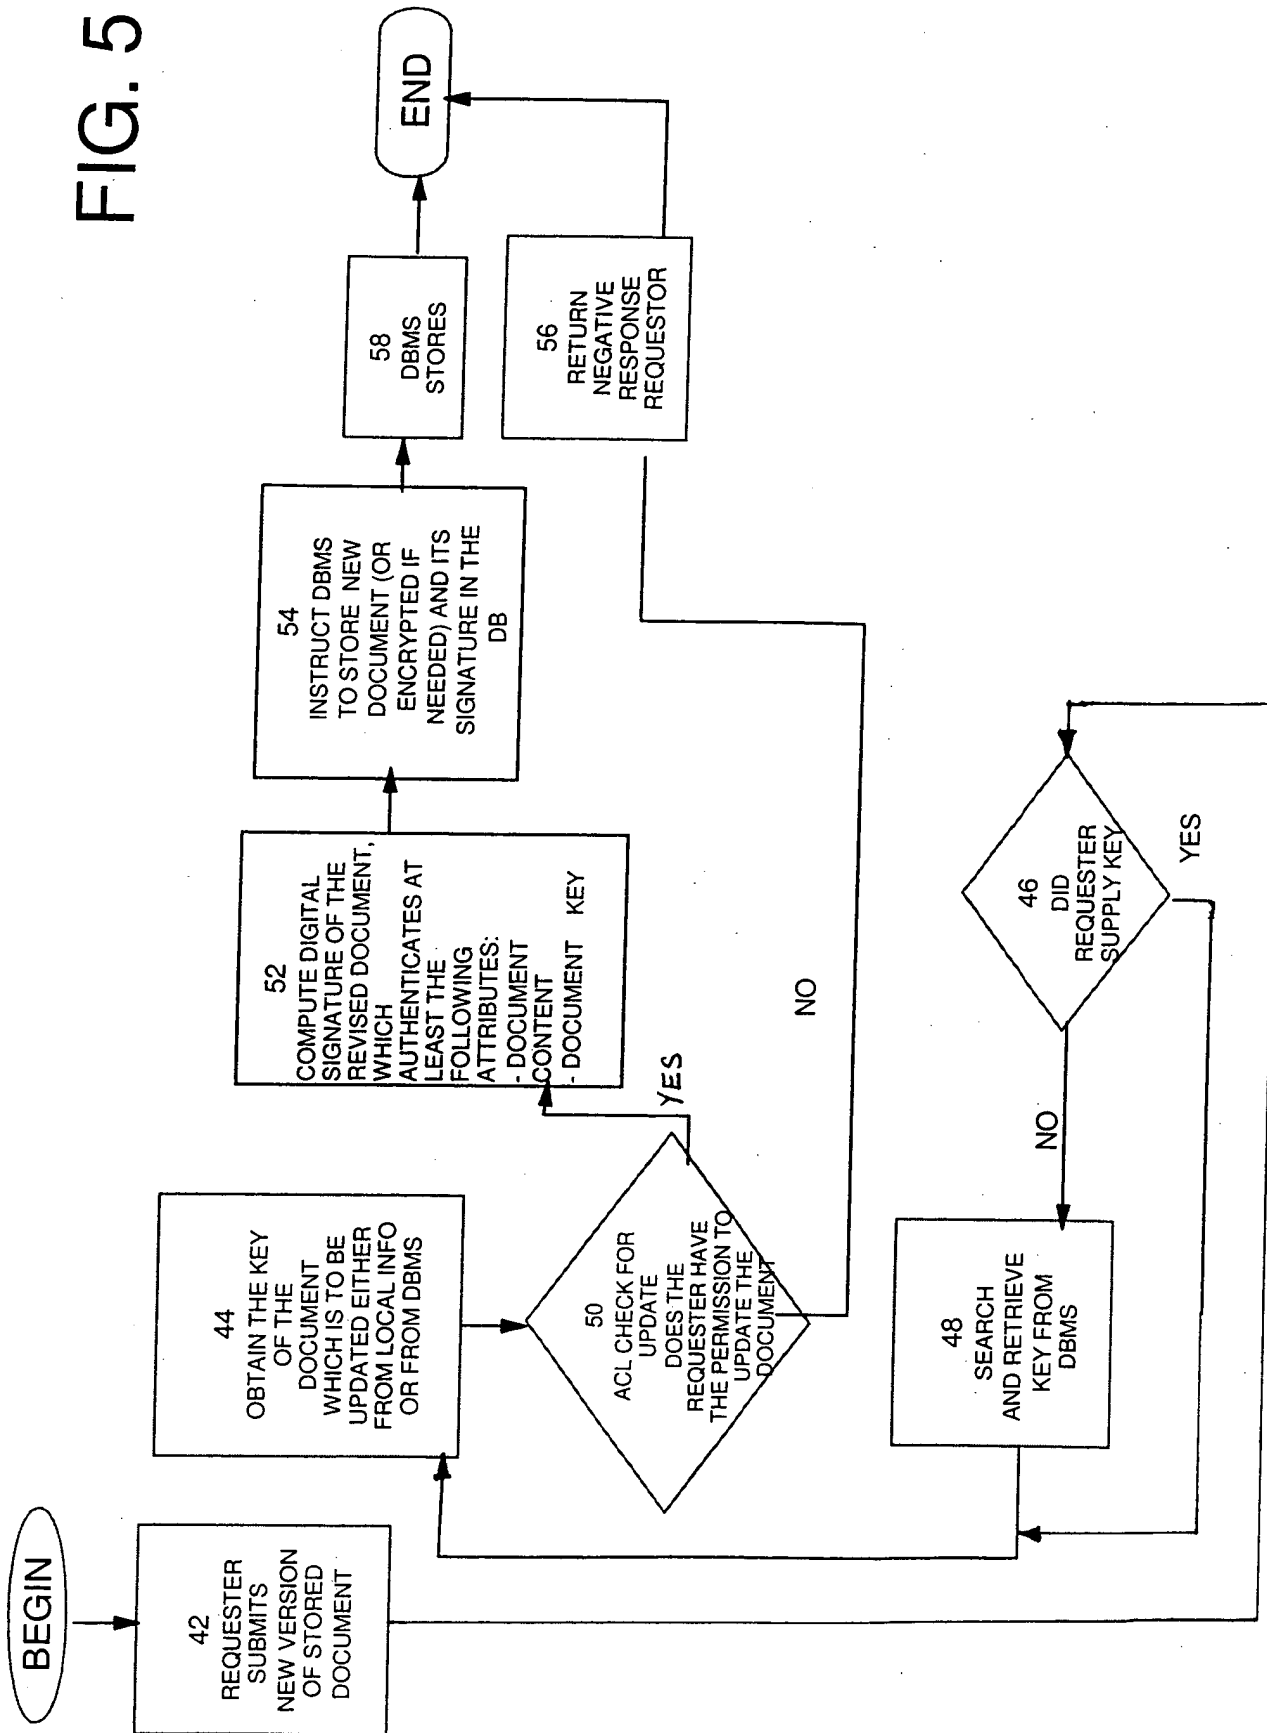 FIG. 5
BEGIN
42
REQUESTER
SUBMITS
NEW VERSION
OF STORED
DOCUMENT
44
OBTAIN THE KEY
OF THE
DOCUMENT
WHICH IS TO BE
UPDATED EITHER
FROM LOCAL INFO
OR FROM DBMS
52
COMPUTE DIGITAL
SIGNATURE OF THE
REVISED DOCUMENT,
WHICH
AUTHENTICATES AT
LEAST THE
FOLLOWING
ATTRIBUTES:
- DOCUMENT
CONTENT
- DOCUMENT KEY
54
INSTRUCT DBMS
TO STORE NEW
DOCUMENT (OR
ENCRYPTED IF
NEEDED) AND ITS
SIGNATURE IN THE
DB
58
DBMS
STORES
END
50
ACL CHECK FOR
UPDATE
DOES THE
REQUESTER HAVE
THE PERMISSION TO
UPDATE THE
DOCUMENT
YES
NO
56
RETURN
NEGATIVE
RESPONSE
REQUESTOR
48
SEARCH
AND RETRIEVE
KEY FROM
DBMS
NO
46
DID
REQUESTER
SUPPLY KEY
YES